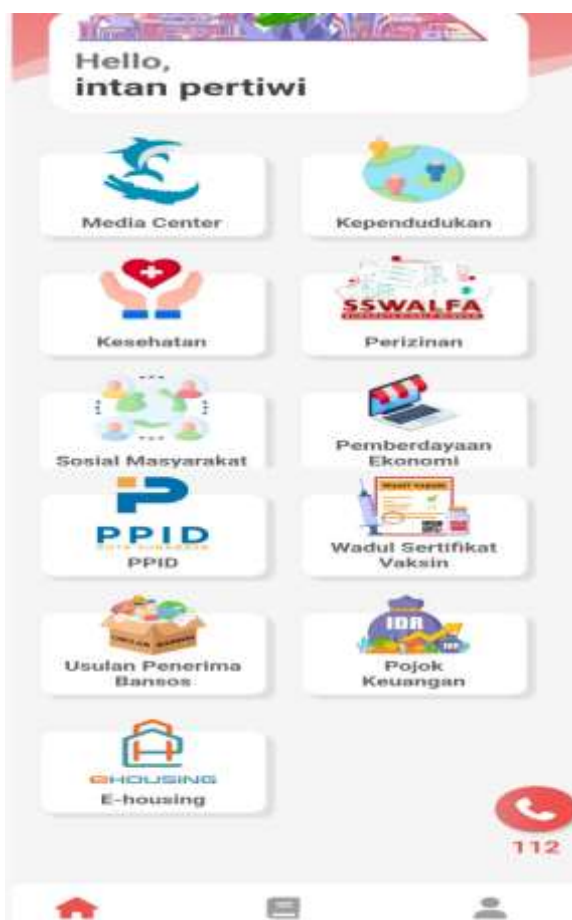 Hello,
intan pertiwi
Media Center
Kependudukan
Kesehatan
SSWALFA
Perizinan
Sosial Masyarakat
Pemberdayaan
Ekonomi
PPID
PPID
Wadul Sertifikat
Vaksin
Usulan Penerima
Bansos
IDR
Pojok
Keuangan
eHOUSING
E-housing
112